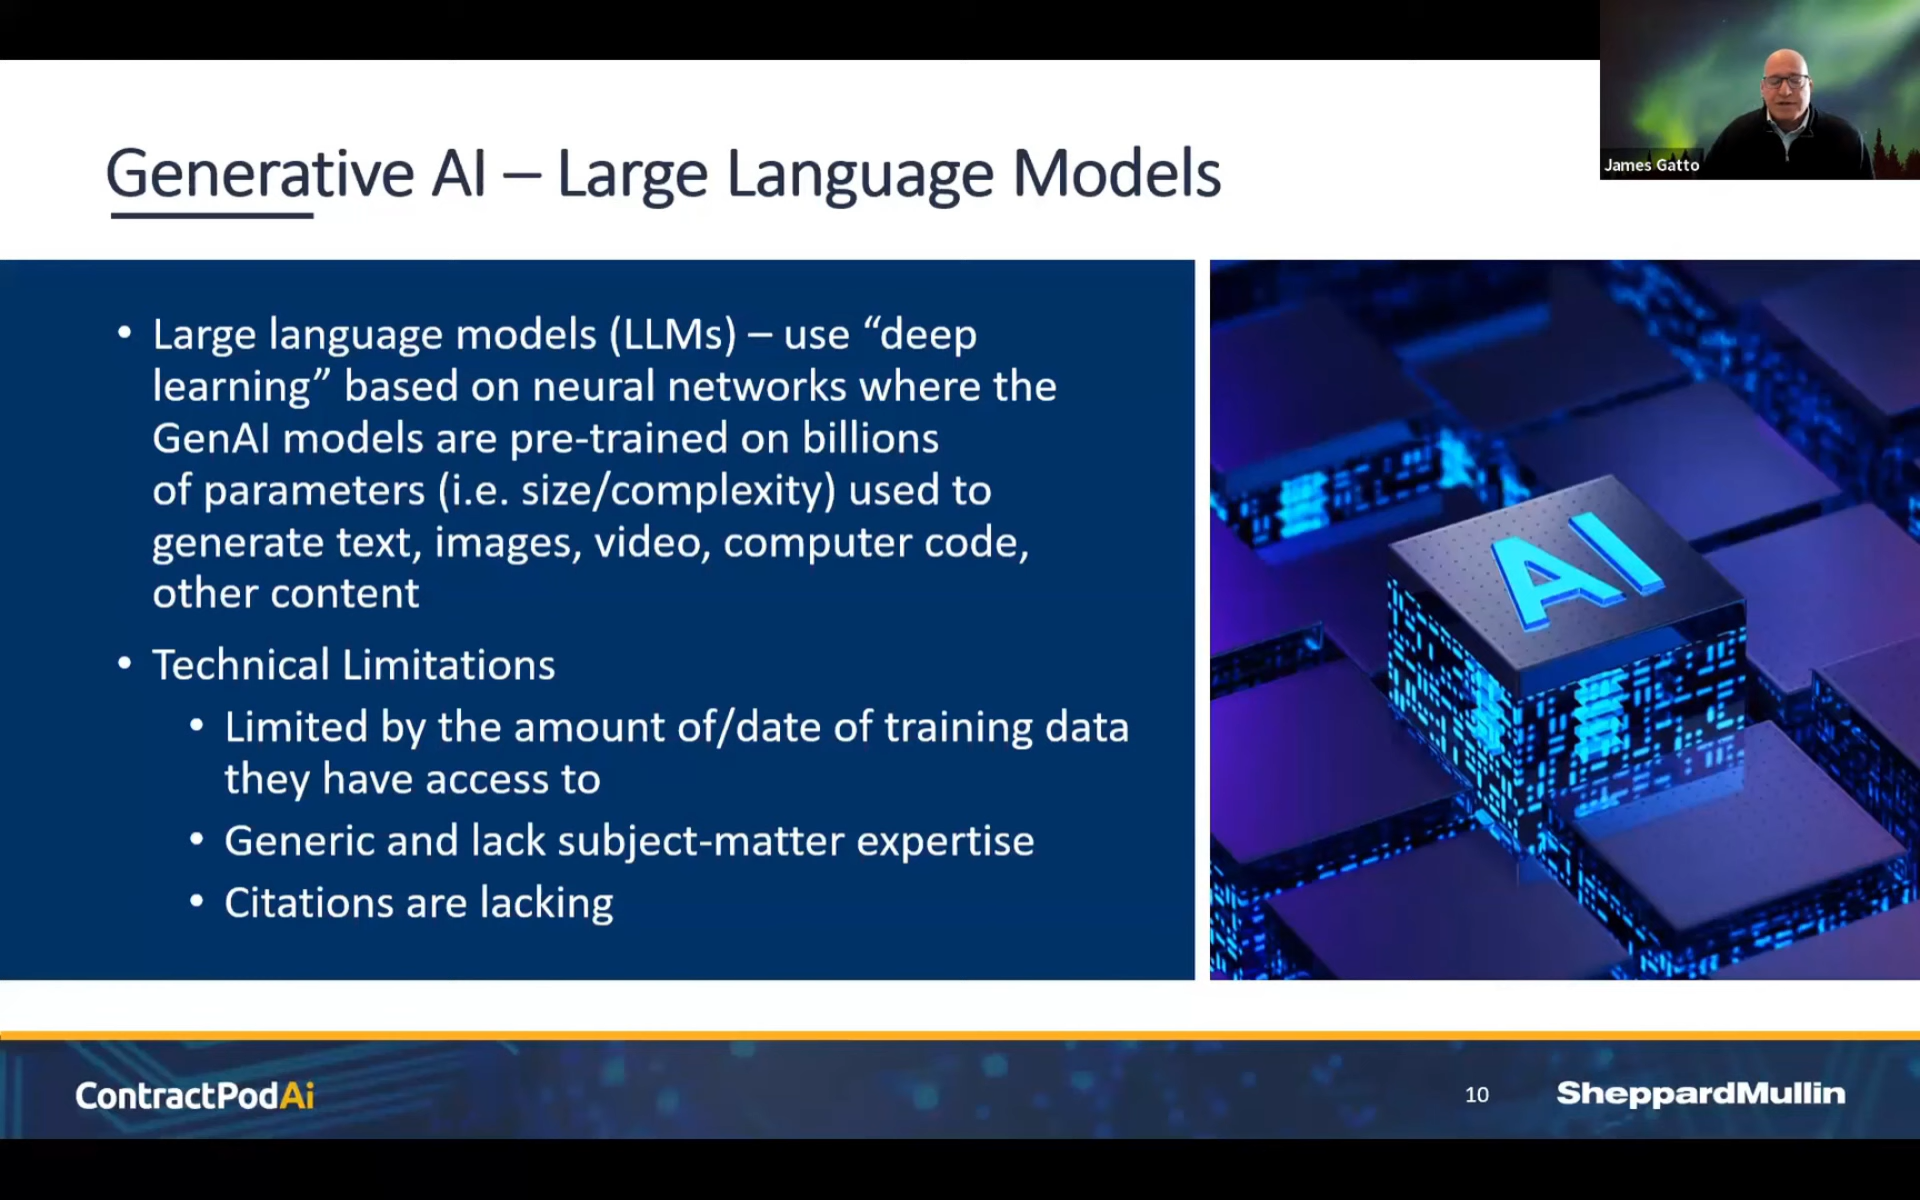 James Gatto
Generative AI – Large Language Models
• Large language models (LLMs) – use “deep
learning” based on neural networks where the
GenAI models are pre-trained on billions
of parameters (i.e. size/complexity) used to
generate text, images, video, computer code,
other content
• Technical Limitations
• Limited by the amount of/date of training data
they have access to
• Generic and lack subject-matter expertise
• Citations are lacking
AI
ContractPodAi
10
SheppardMullin